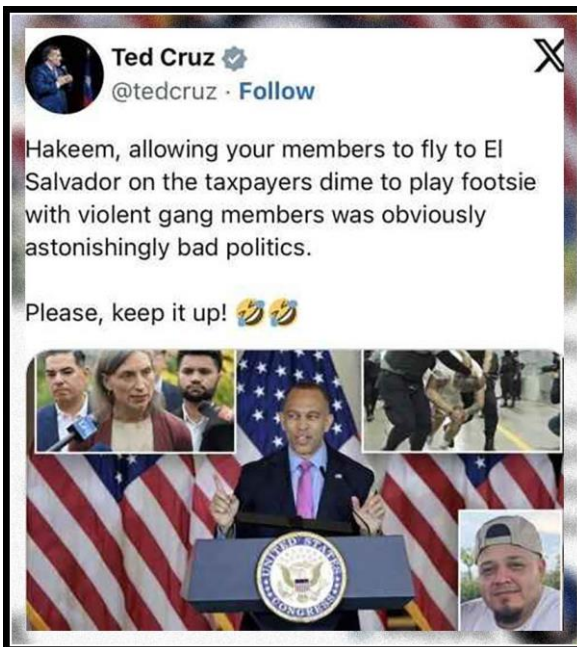 Ted Cruz
@tedcruz · Follow
Hakeem, allowing your members to fly to El
Salvador on the taxpayers dime to play footsie
with violent gang members was obviously
astonishingly bad politics.
Please, keep it up! 🤣🤣
UNITED STATES
CONGRESS